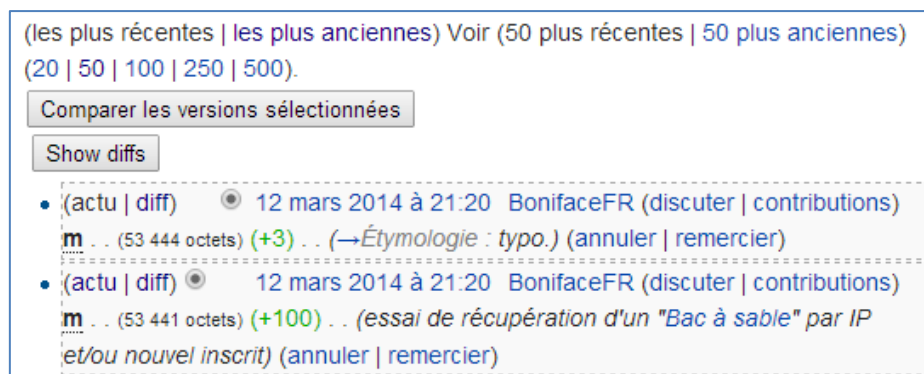 (les plus récentes | les plus anciennes) Voir (50 plus récentes | 50 plus anciennes)
(20 | 50 | 100 | 250 | 500).
Comparer les versions sélectionnées
Show diffs
• (actu | diff) 12 mars 2014 à 21:20 BonifaceFR (discuter | contributions)
m . . (53 444 octets) (+3) . . (→Étymologie : typo.) (annuler | remercier)
• (actu | diff) 12 mars 2014 à 21:20 BonifaceFR (discuter | contributions)
m . . (53 441 octets) (+100) . . (essai de récupération d'un "Bac à sable" par IP
et/ou nouvel inscrit) (annuler | remercier)